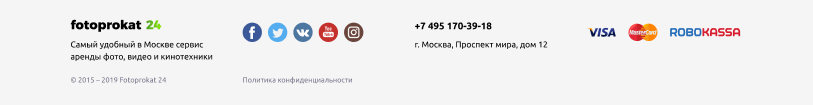 fotoprokat 24
Самый удобный в Москве сервис
аренды фото, видео и кинотехники
© 2015 – 2019 Fotoprokat 24
You Tube
Политика конфиденциальности
+7 495 170-39-18
г. Москва, Проспект мира, дом 12
VISA MasterCard ROBOKASSA